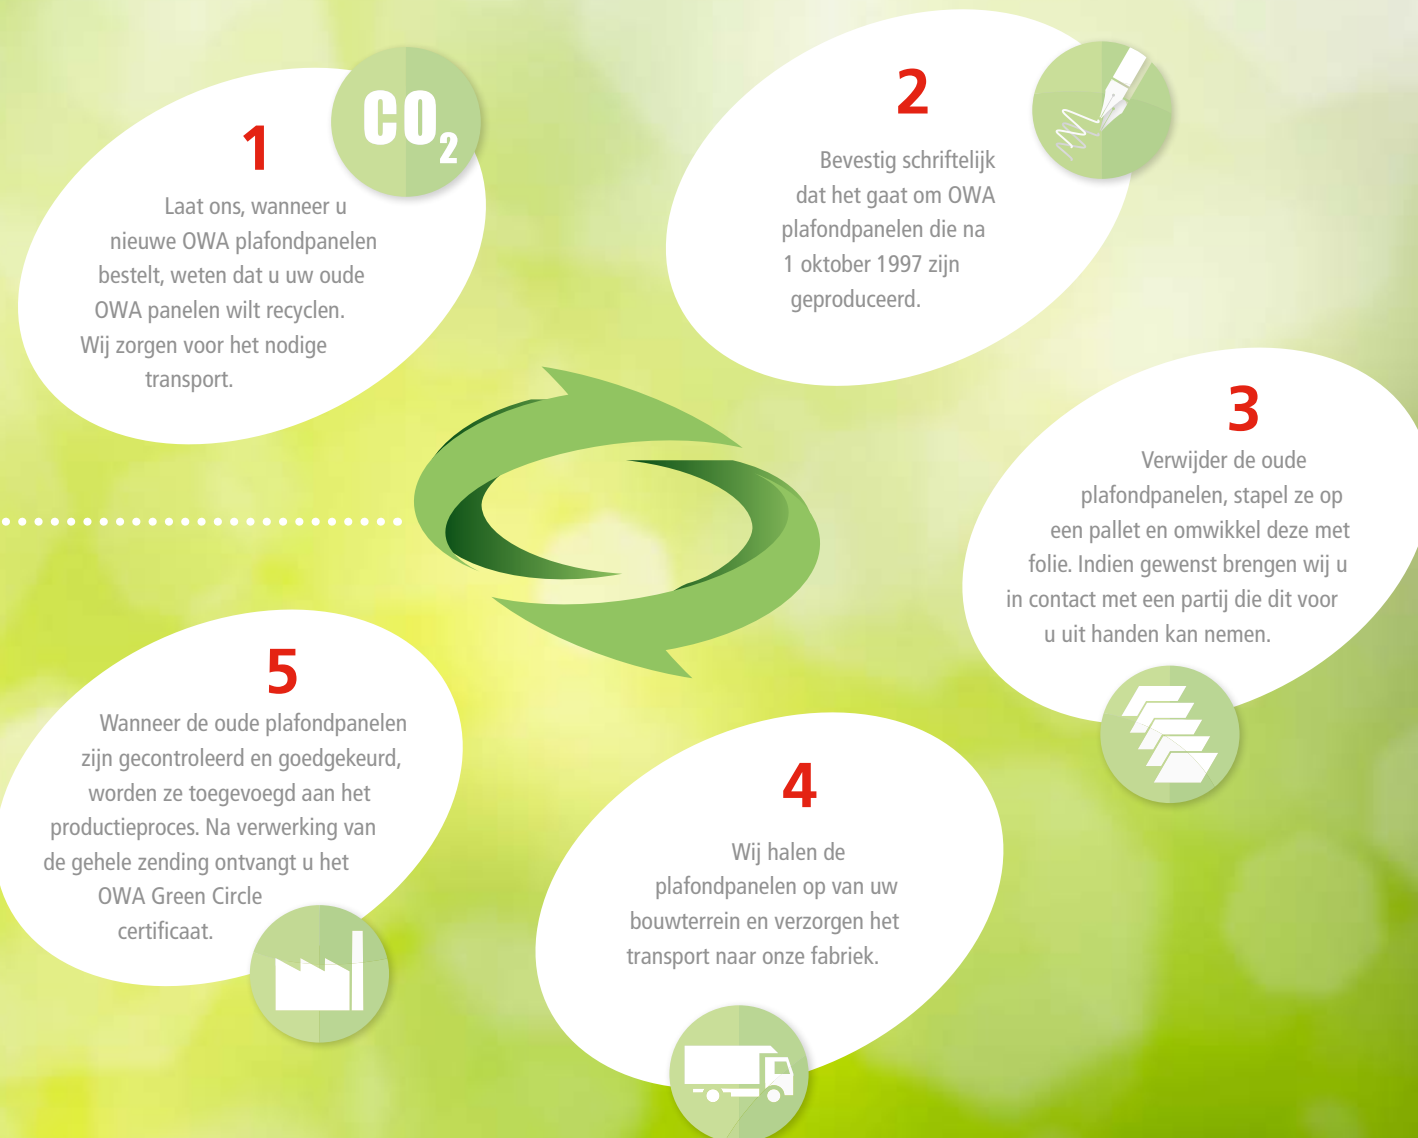 1
CO₂
Laat ons, wanneer u
nieuwe OWA plafondpanelen
bestelt, weten dat u uw oude
OWA panelen wilt recyclen.
Wij zorgen voor het nodige
transport.
2
Bevestig schriftelijk
dat het gaat om OWA
plafondpanelen die na
1 oktober 1997 zijn
geproduceerd.
3
Verwijder de oude
plafondpanelen, stapel ze op
een pallet en omwikkel deze met
folie. Indien gewenst brengen wij u
in contact met een partij die dit voor
u uit handen kan nemen.
4
Wij halen de
plafondpanelen op van uw
bouwterrein en verzorgen het
transport naar onze fabriek.
5
Wanneer de oude plafondpanelen
zijn gecontroleerd en goedgekeurd,
worden ze toegevoegd aan het
productieproces. Na verwerking van
de gehele zending ontvangt u het
OWA Green Circle
certificaat.